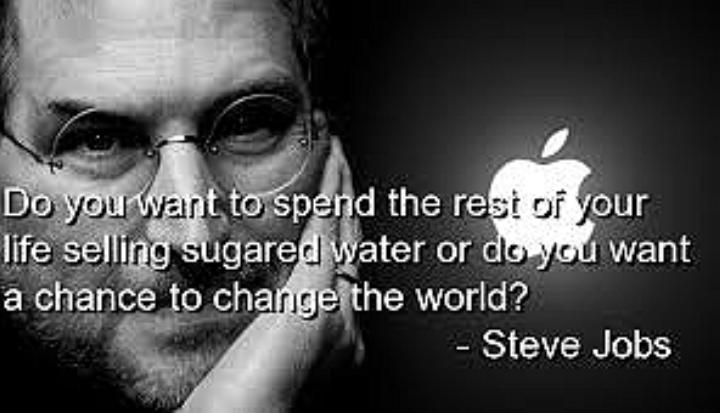 Do you want to spend the rest of your
life selling sugared water or do you want
a chance to change the world?
- Steve Jobs